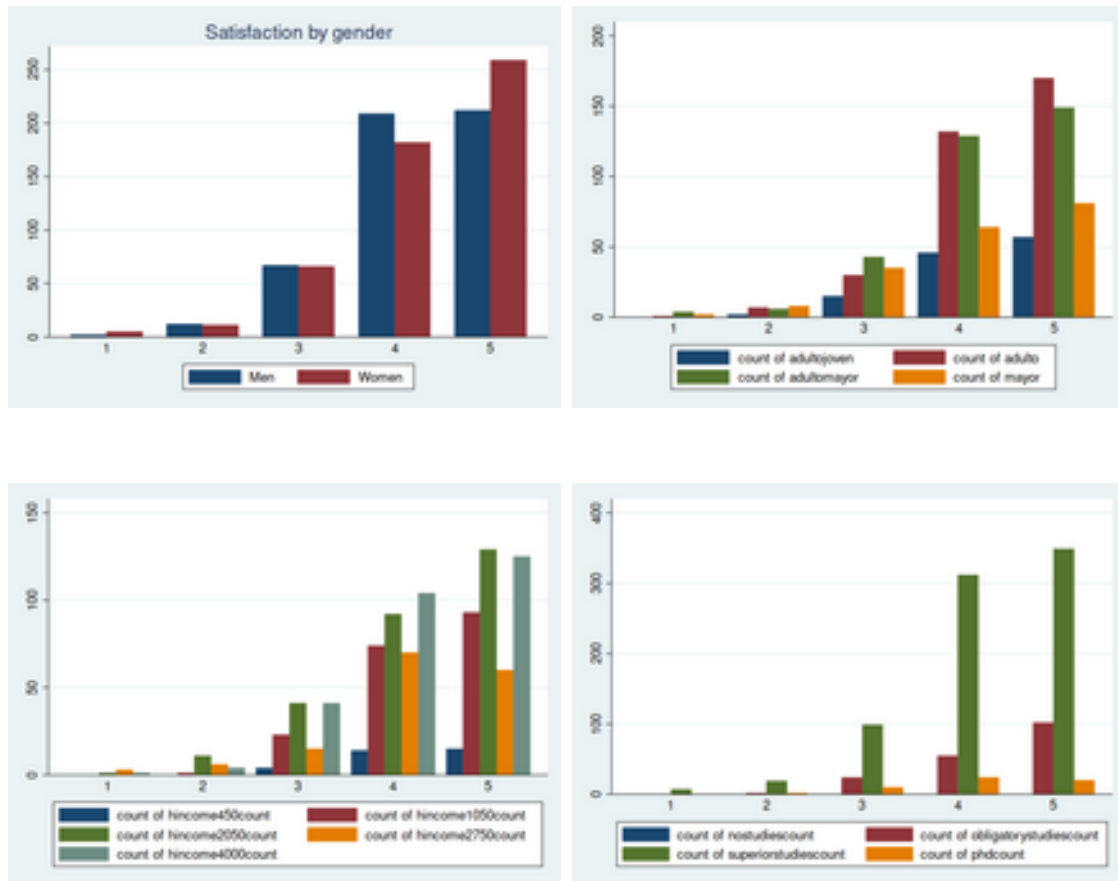 Satisfaction by gender
250
200
150
100
50
0
1 2 3 4 5
Men Women
200
150
100
50
0
1 2 3 4 5
count of adultojoven count of adulto
count of adultomayor count of mayor
150
100
50
0
1 2 3 4 5
count of hincome450count count of hincome1050count
count of hincome2050count count of hincome2750count
count of hincome4000count
400
300
200
100
0
1 2 3 4 5
count of nostudiescount count of obligatorystudiescount
count of superiorstudiescount count of phdcount